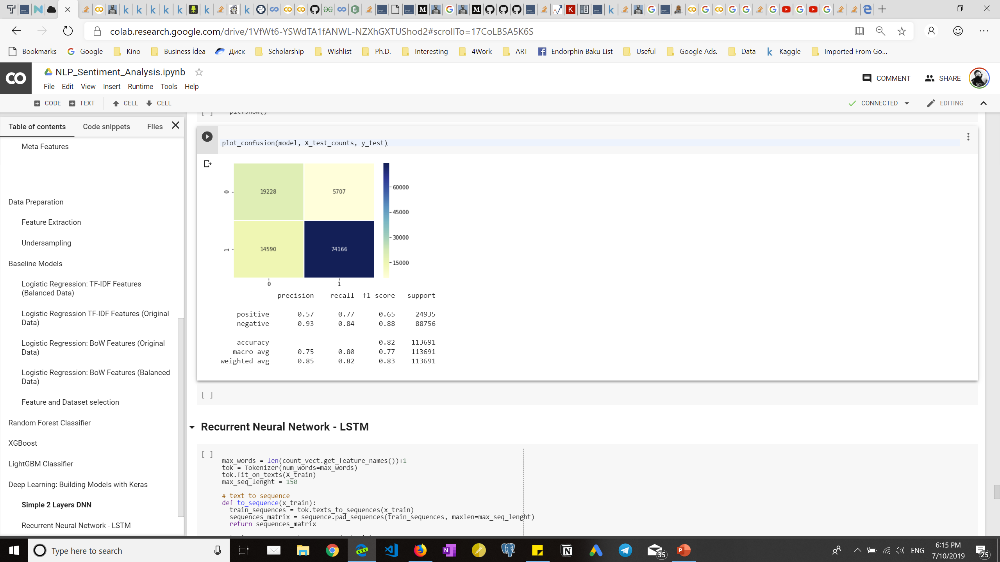 colab.research.google.com/drive/1VfWt6-YSWdTA1fANWL-NZXhGXTUShod2#scrollTo=17CoLBSA5K6S
Bookmarks Google Kino Business İdea Диск Scholarship Wishlist Ph.D. Interesting 4Work ART Endorphin Baku List Useful Google Ads. Data Kaggle Imported From Go...
NLP_Sentiment_Analysis.ipynb
COMMENT SHARE
File Edit View Insert Runtime Tools Help
CODE TEXT CELL CELL CONNECTED EDITING
Table of contents Code snippets Files
Meta Features
Data Preparation
Feature Extraction
Undersampling
Baseline Models
Logistic Regression: TF-IDF Features
(Balanced Data)
Logistic Regression TF-IDF Features (Original
Data)
Logistic Regression: BoW Features (Original
Data)
Logistic Regression: BoW Features (Balanced
Data)
Feature and Dataset selection
Random Forest Classifier
XGBoost
LightGBM Classifier
Deep Learning: Building Models with Keras
Simple 2 Layers DNN
Recurrent Neural Network - LSTM
[ ] plt.show()
plot_confusion(model, X_test_counts, y_test)
0 19228 5707
1 14590 74166
0 1
60000
45000
30000
15000
precision recall f1-score support
positive 0.57 0.77 0.65 24935
negative 0.93 0.84 0.88 88756
accuracy 0.82 113691
macro avg 0.75 0.80 0.77 113691
weighted avg 0.85 0.82 0.83 113691
[ ]
Recurrent Neural Network - LSTM
[ ]
max_words = len(count_vect.get_feature_names())+1
tok = Tokenizer(num_words=max_words)
tok.fit_on_texts(X_train)
max_seq_lenght = 150
# text to sequence
def to_sequence(x_train):
train_sequences = tok.texts_to_sequences(x_train)
sequences_matrix = sequence.pad_sequences(train_sequences, maxlen=max_seq_lenght)
return sequences_matrix
Type here to search
35
ENG
6:15 PM
7/10/2019
25